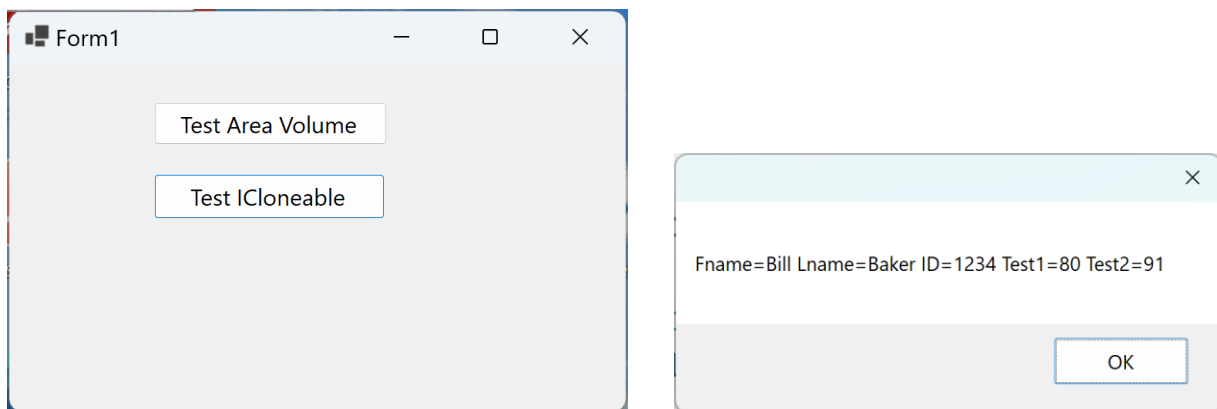 Form1
Test Area Volume
Test ICloneable
Fname=Bill Lname=Baker ID=1234 Test1=80 Test2=91
OK